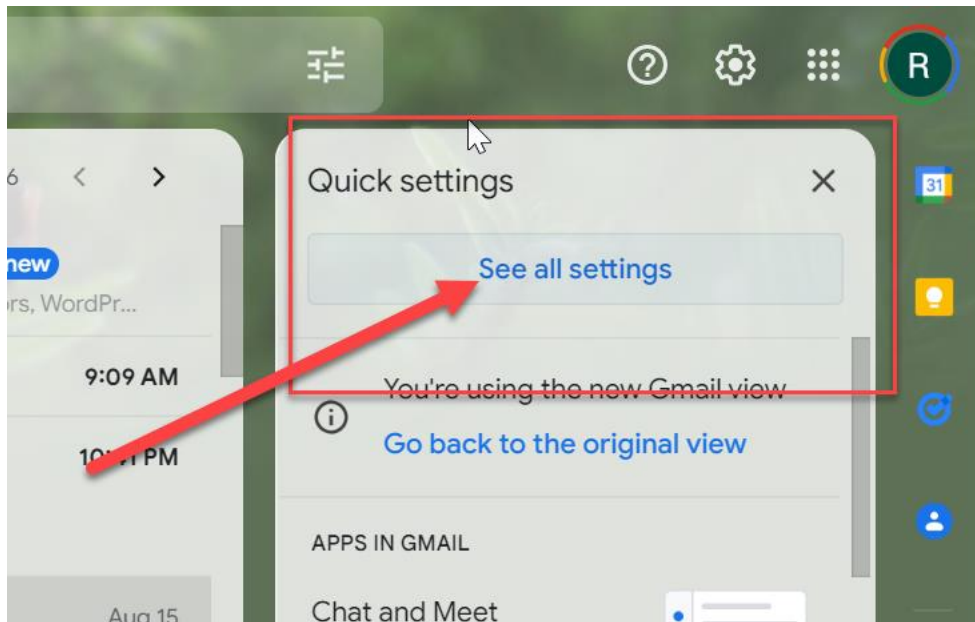 R
6
Quick settings
31
new
See all settings
ors, WordPr...
9:09 AM
You're using the new Gmail view
Go back to the original view
PM
APPS IN GMAIL
Chat and Meet
Aug 15